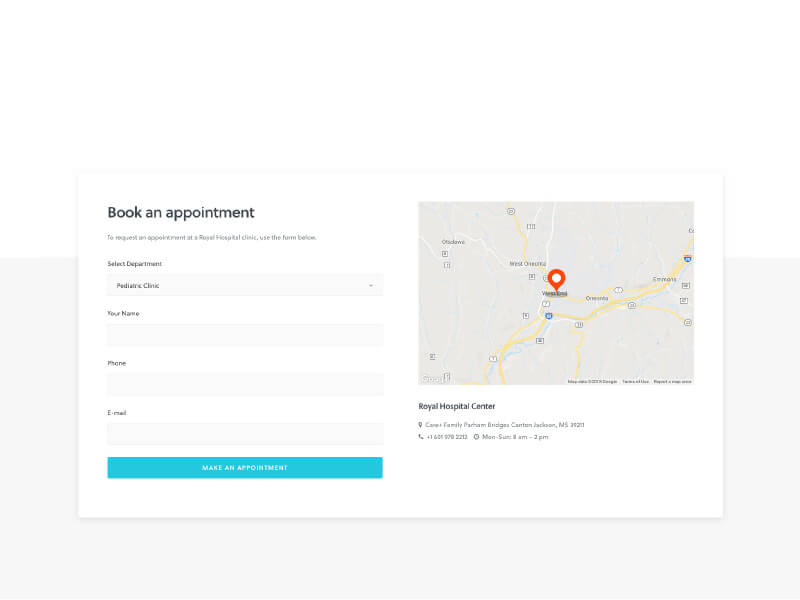 Book an appointment
To request an appointment at a Royal Hospital clinic, use the form below.
Select Department
Pediatric Clinic
Your Name
Phone
E-mail
MAKE AN APPOINTMENT
Otsdawa
West Oneonta
Oneonta
Emmons
Google
Map data ©2018 Google Terms of Use Report a map error
Royal Hospital Center
Care+ Family Parham Bridges Canton Jackson, MS 39211
+1 601 978 2212 Mon-Sun: 8 am – 2 pm